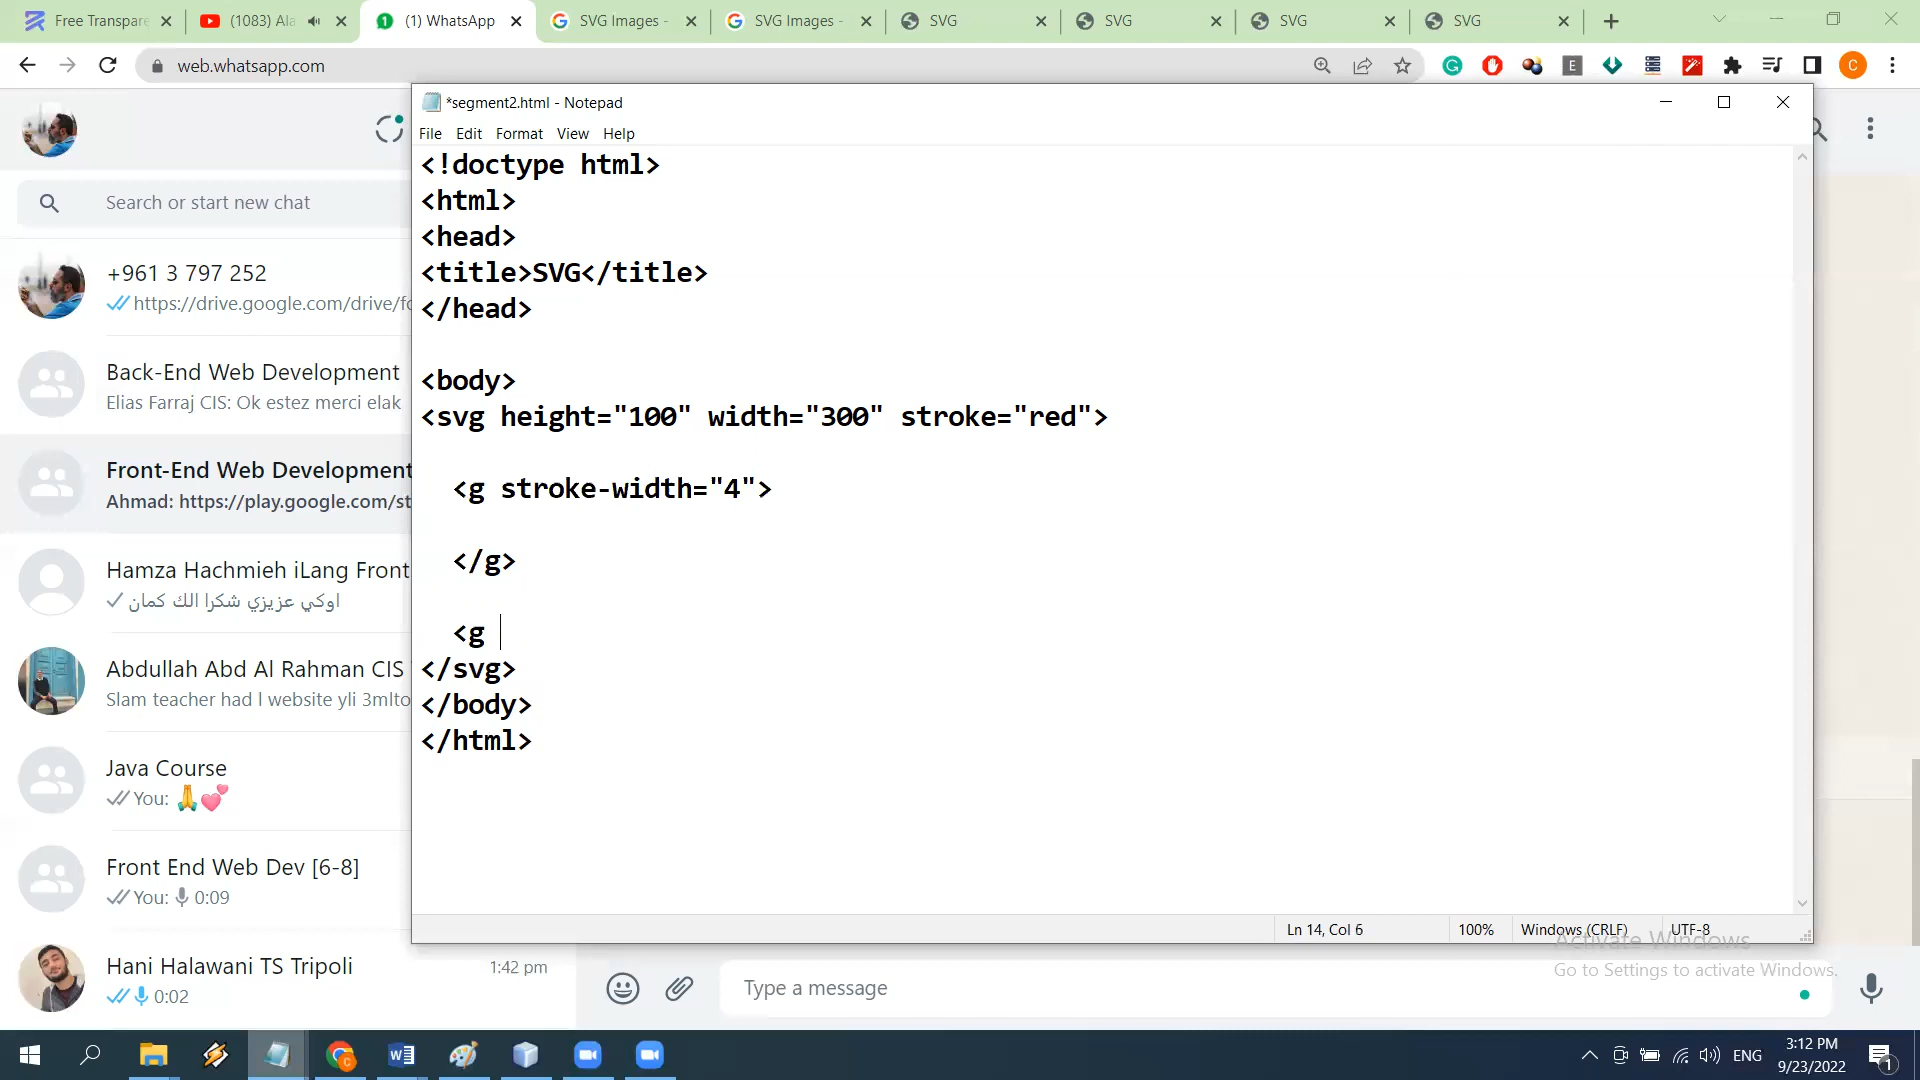 Free Transpare
(1083) Ala
(1) WhatsApp
SVG Images -
SVG Images -
SVG
SVG
SVG
SVG
web.whatsapp.com
*segment2.html - Notepad
File Edit Format View Help
<!doctype html>
<html>
<head>
<title>SVG</title>
</head>
<body>
<svg height="100" width="300" stroke="red">
<g stroke-width="4">
</g>
<g
</svg>
</body>
</html>
Ln 14, Col 6
100%
Windows (CRLF)
UTF-8
Search or start new chat
+961 3 797 252
https://drive.google.com/drive/fo
Back-End Web Development
Elias Farraj CIS: Ok estez merci elak
Front-End Web Development
Ahmad: https://play.google.com/st
Hamza Hachmieh iLang Front
اوكي عزيزي شكرا الك كمان
Abdullah Abd Al Rahman CIS
Slam teacher had l website yli 3mlto
Java Course
You: 🙏💕
Front End Web Dev [6-8]
You: 0:09
Hani Halawani TS Tripoli
1:42 pm
0:02
Type a message
Activate Windows
Go to Settings to activate Windows.
ENG
3:12 PM
9/23/2022
1